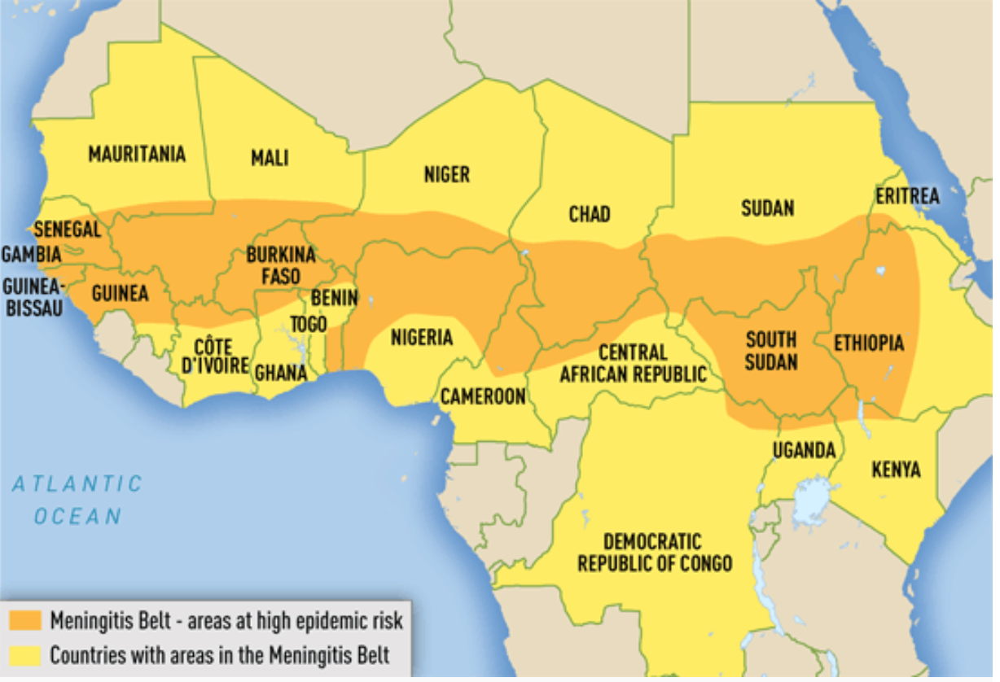 MAURITANIA
MALI
NIGER
CHAD
SUDAN
ERITREA
SENEGAL
GAMBIA
GUINEA-
BISSAU
GUINEA
BURKINA
FASO
BENIN
TOGO
CÔTE
D'IVOIRE
GHANA
NIGERIA
CAMEROON
CENTRAL
AFRICAN REPUBLIC
SOUTH
SUDAN
ETHIOPIA
UGANDA
KENYA
DEMOCRATIC
REPUBLIC OF CONGO
ATLANTIC
OCEAN
Meningitis Belt - areas at high epidemic risk
Countries with areas in the Meningitis Belt